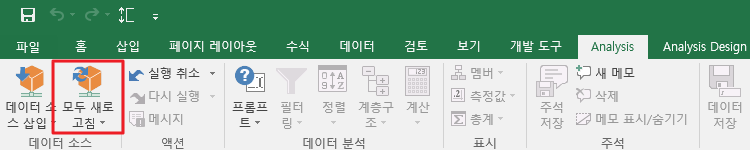 파일 홈 삽입 페이지 레이아웃 수식 데이터 검토 보기 개발 도구 Analysis Analysis Design
데이터 소스 삽입
모두 새로 고침
실행 취소
다시 실행
메시지
프롬프트
필터링
정렬
계층구조
계산
멤버
측정값
총계
주석 저장
새 메모
삭제
메모 표시/숨기기
데이터 저장
데이터 소스 액션 데이터 분석 표시 주석